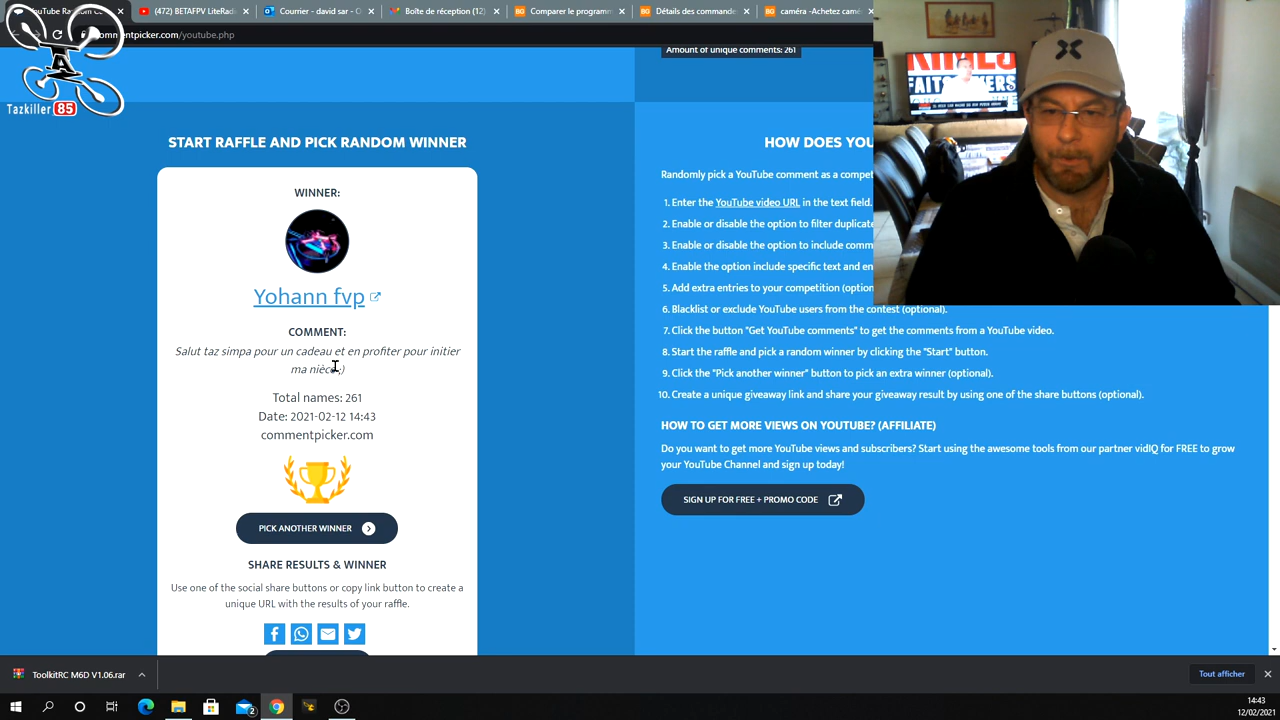 YouTube Random Co
(472) BETAFPV LiteRadi
Courrier - david sar - O
Boîte de réception (12)
Comparer le programm
Détails des commande
caméra -Achetez camé
commentpicker.com/youtube.php
Tazkiller 85
Amount of unique comments: 261
FAITS
START RAFFLE AND PICK RANDOM WINNER
WINNER:
Yohann fvp
COMMENT:
Salut taz simpa pour un cadeau et en profiter pour initier
ma nièce ;)
Total names: 261
Date: 2021-02-12 14:43
commentpicker.com
PICK ANOTHER WINNER
SHARE RESULTS & WINNER
Use one of the social share buttons or copy link button to create a
unique URL with the results of your raffle.
HOW DOES YOU
Randomly pick a YouTube comment as a compe
1. Enter the YouTube video URL in the text field.
2. Enable or disable the option to filter duplicate
3. Enable or disable the option to include comm
4. Enable the option include specific text and en
5. Add extra entries to your competition (option
6. Blacklist or exclude YouTube users from the contest (optional).
7. Click the button "Get YouTube comments" to get the comments from a YouTube video.
8. Start the raffle and pick a random winner by clicking the "Start" button.
9. Click the "Pick another winner" button to pick an extra winner (optional).
10. Create a unique giveaway link and share your giveaway result by using one of the share buttons (optional).
HOW TO GET MORE VIEWS ON YOUTUBE? (AFFILIATE)
Do you want to get more YouTube views and subscribers? Start using the awesome tools from our partner vidIQ for FREE to grow
your YouTube Channel and sign up today!
SIGN UP FOR FREE + PROMO CODE
ToolkitRC M6D V1.06.rar
Tout afficher
2
14:43
12/02/2021